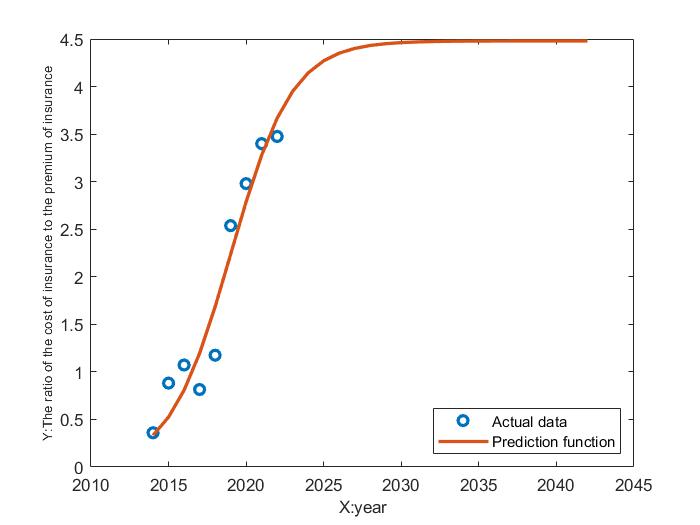 Y:The ratio of the cost of insurance to the premium of insurance
4.5
4
3.5
3
2.5
2
1.5
1
0.5
0
2010 2015 2020 2025 2030 2035 2040 2045
X:year
Actual data
Prediction function